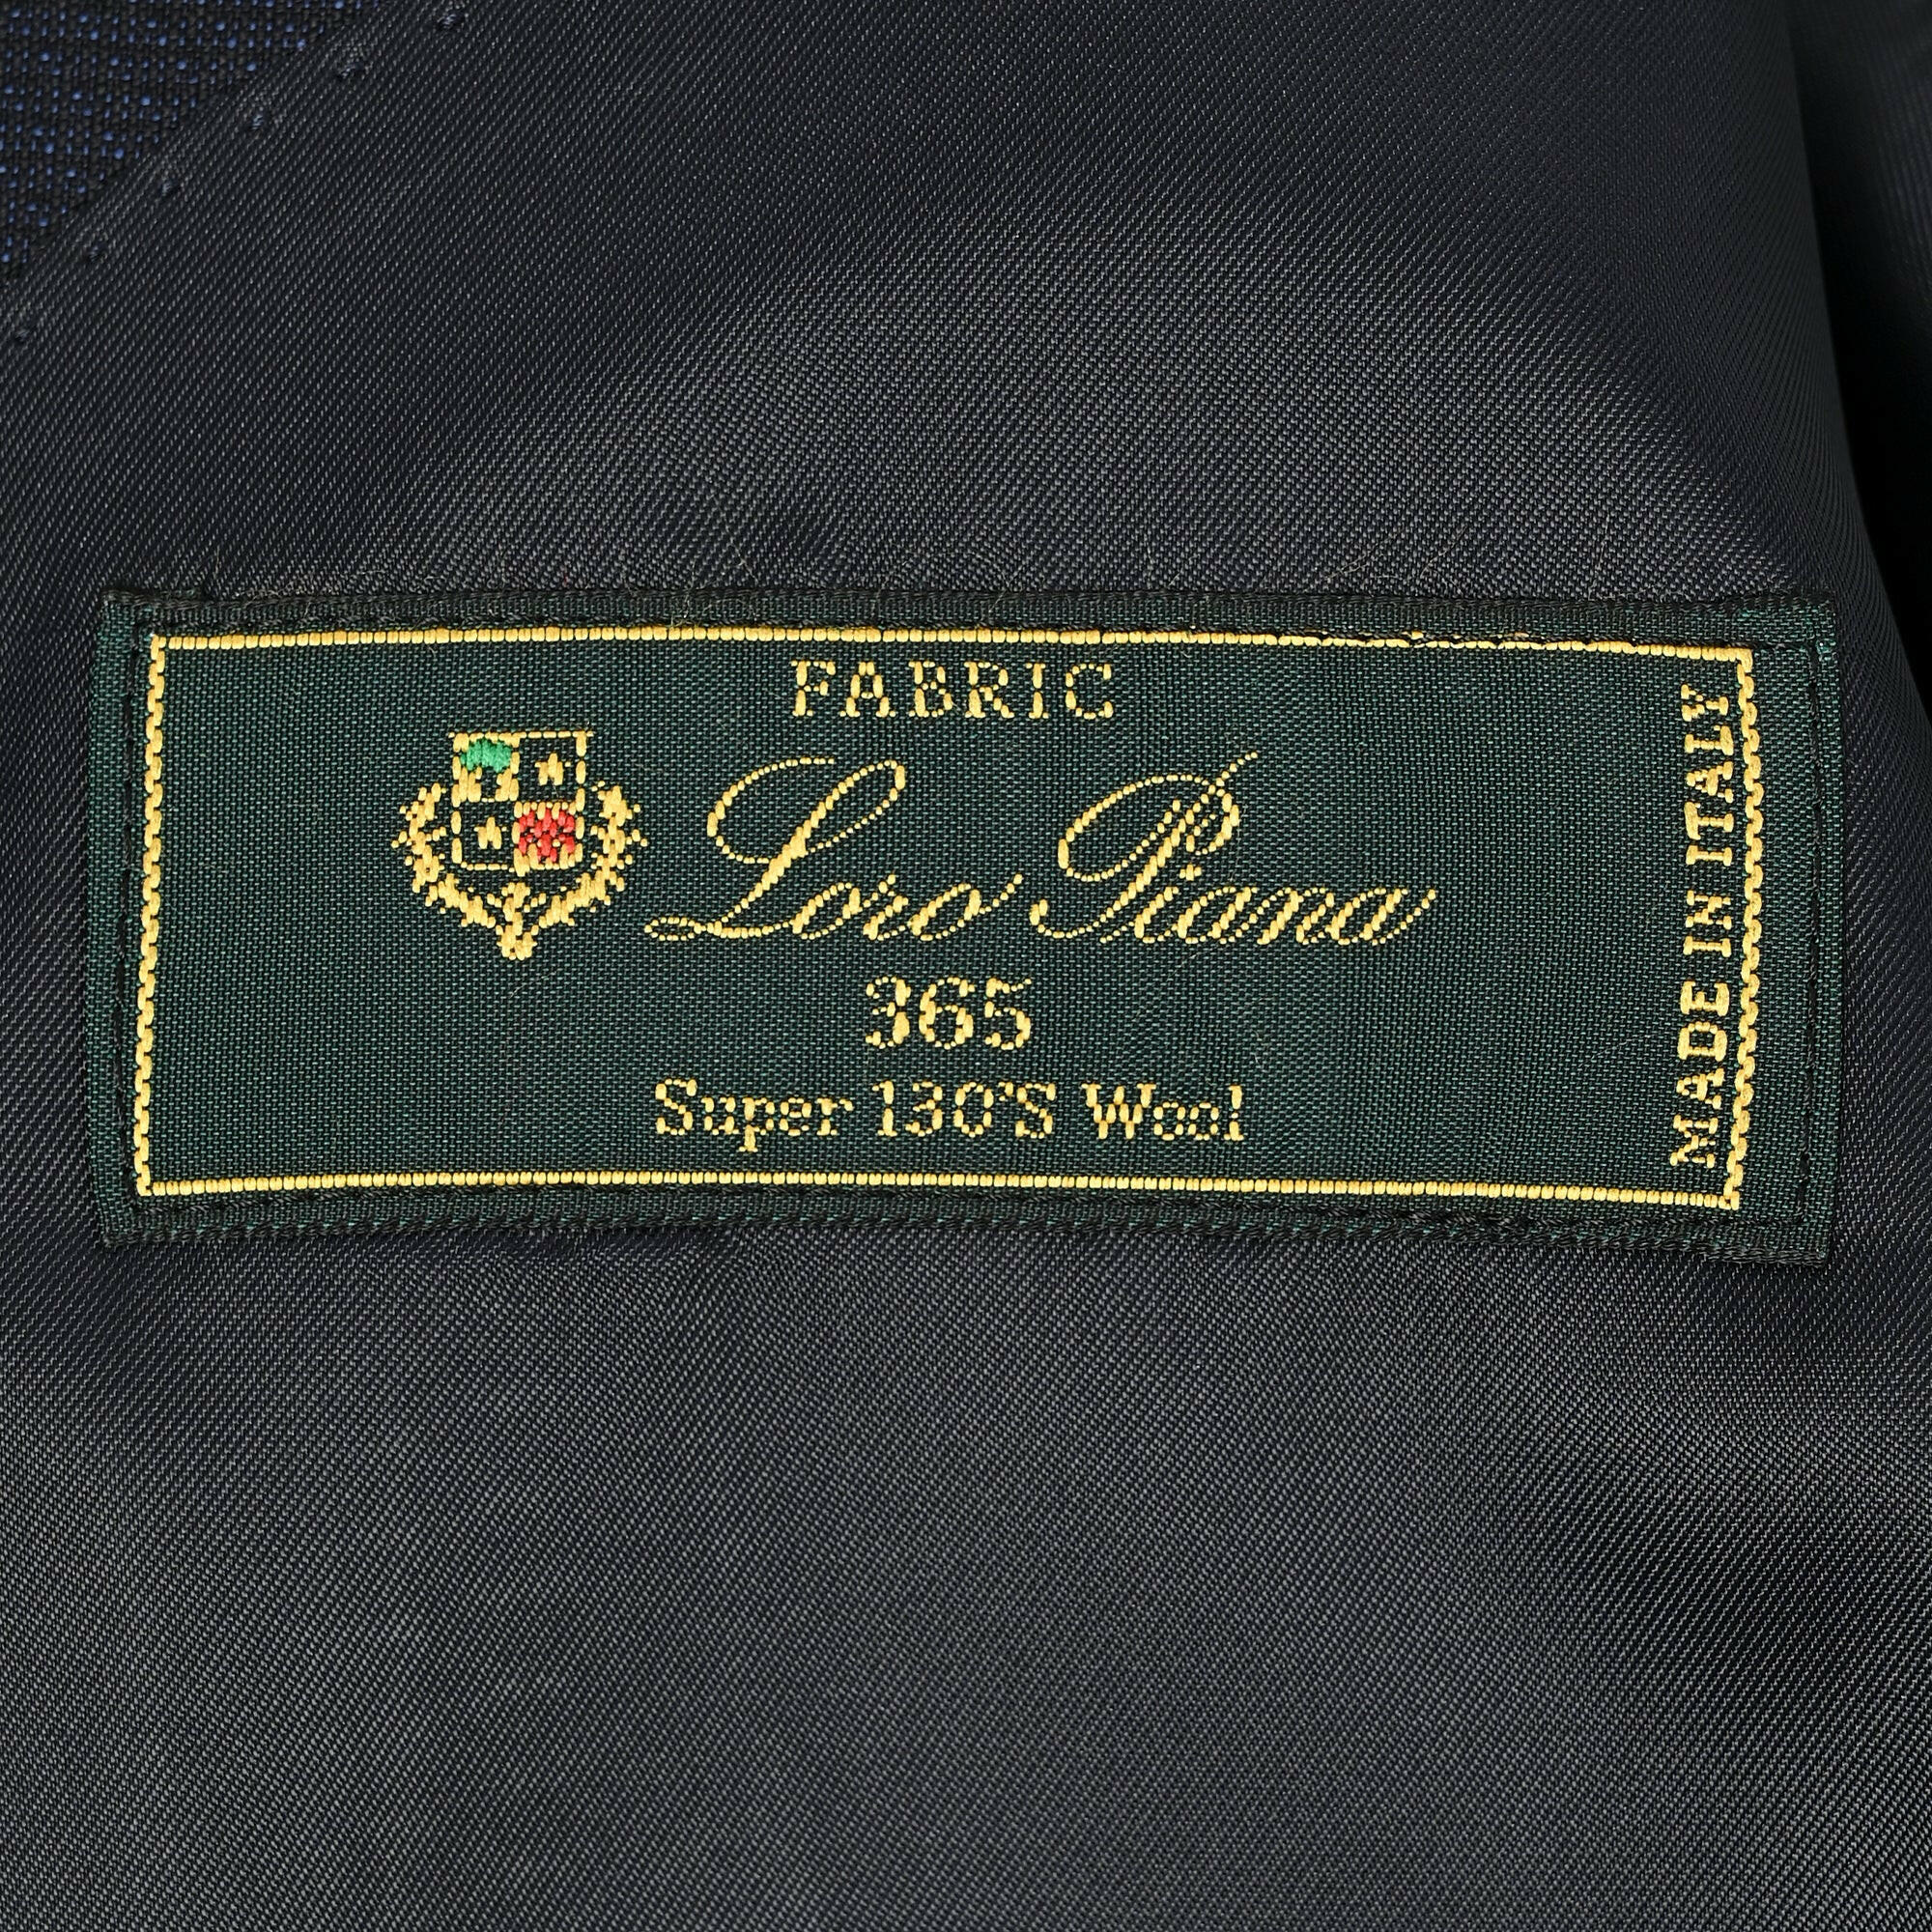 FABRIC
Loro Piana
365
Super 130'S Wool
MADE IN ITALY